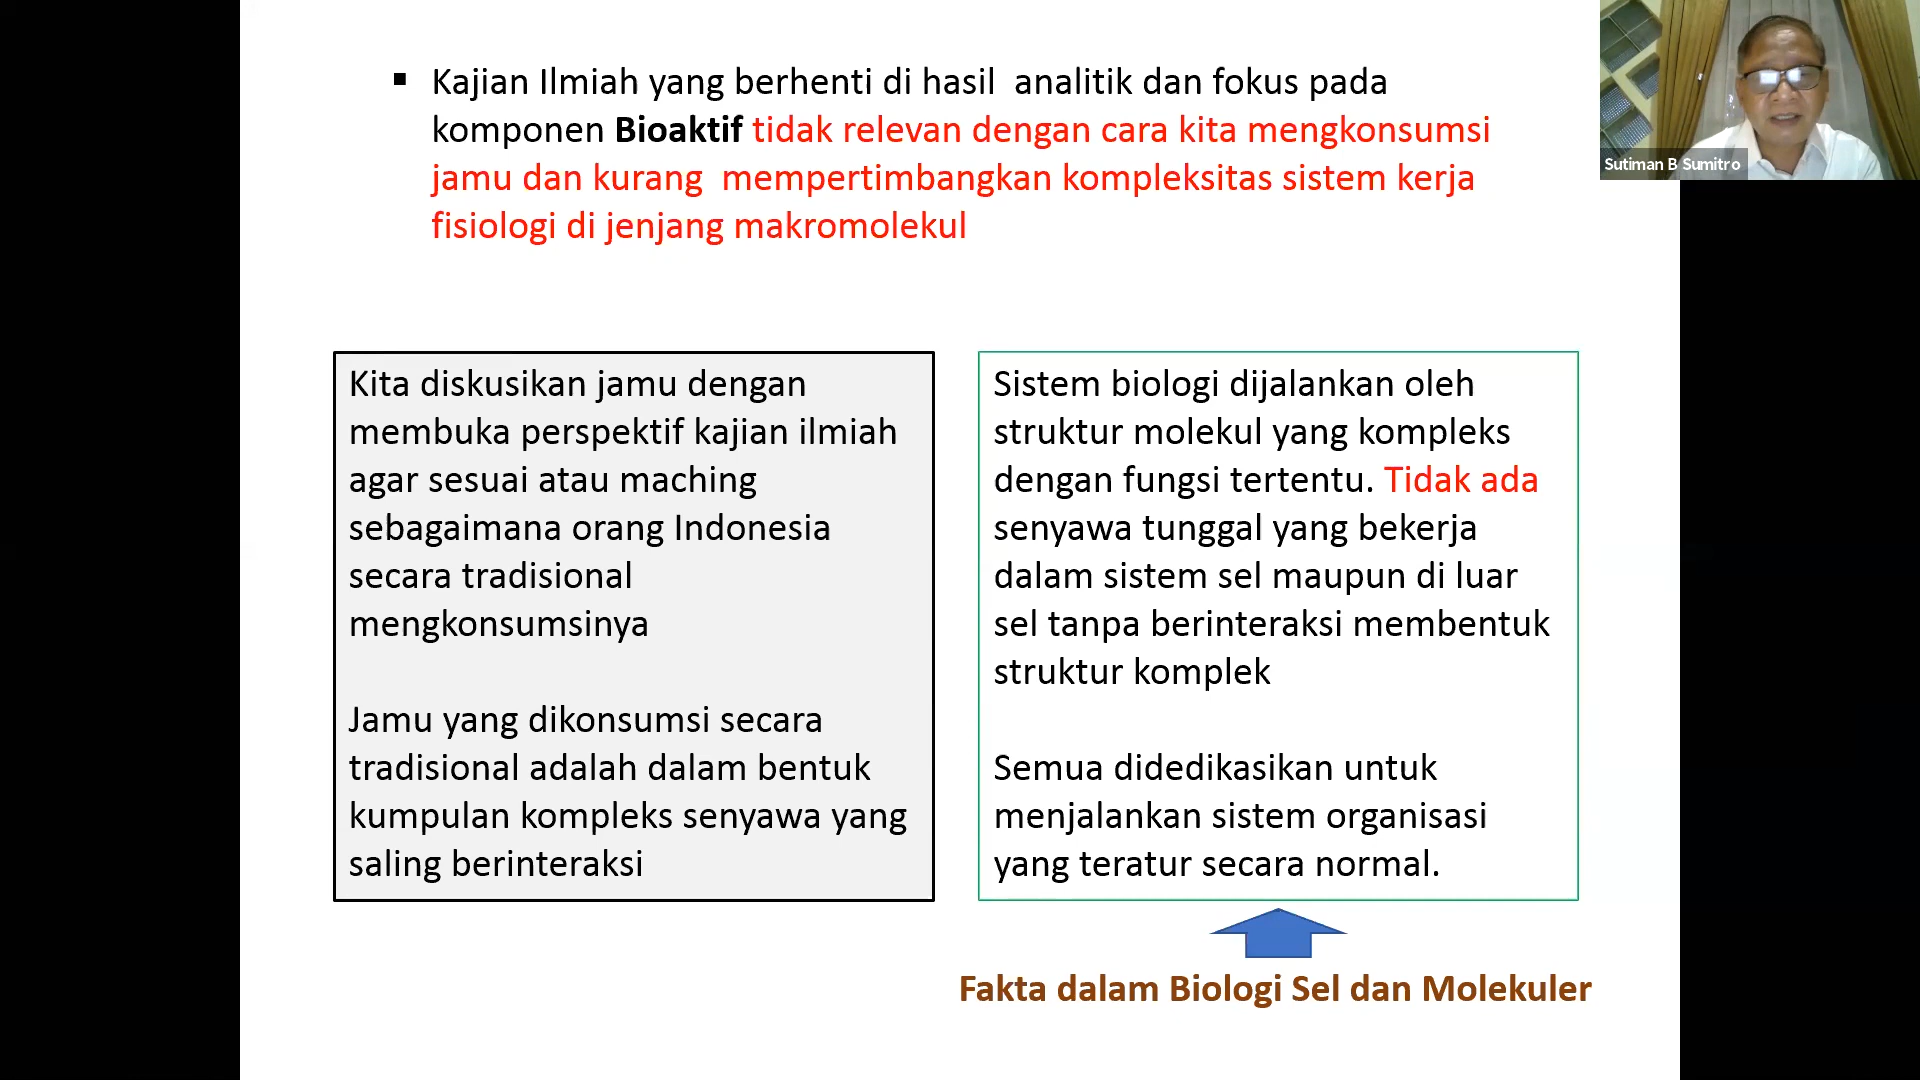 ▪ Kajian Ilmiah yang berhenti di hasil analitik dan fokus pada
komponen Bioaktif tidak relevan dengan cara kita mengkonsumsi
jamu dan kurang mempertimbangkan kompleksitas sistem kerja
fisiologi di jenjang makromolekul
Sutiman B Sumitro
Kita diskusikan jamu dengan
membuka perspektif kajian ilmiah
agar sesuai atau maching
sebagaimana orang Indonesia
secara tradisional
mengkonsumsinya
Jamu yang dikonsumsi secara
tradisional adalah dalam bentuk
kumpulan kompleks senyawa yang
saling berinteraksi
Sistem biologi dijalankan oleh
struktur molekul yang kompleks
dengan fungsi tertentu. Tidak ada
senyawa tunggal yang bekerja
dalam sistem sel maupun di luar
sel tanpa berinteraksi membentuk
struktur komplek
Semua didedikasikan untuk
menjalankan sistem organisasi
yang teratur secara normal.
Fakta dalam Biologi Sel dan Molekuler